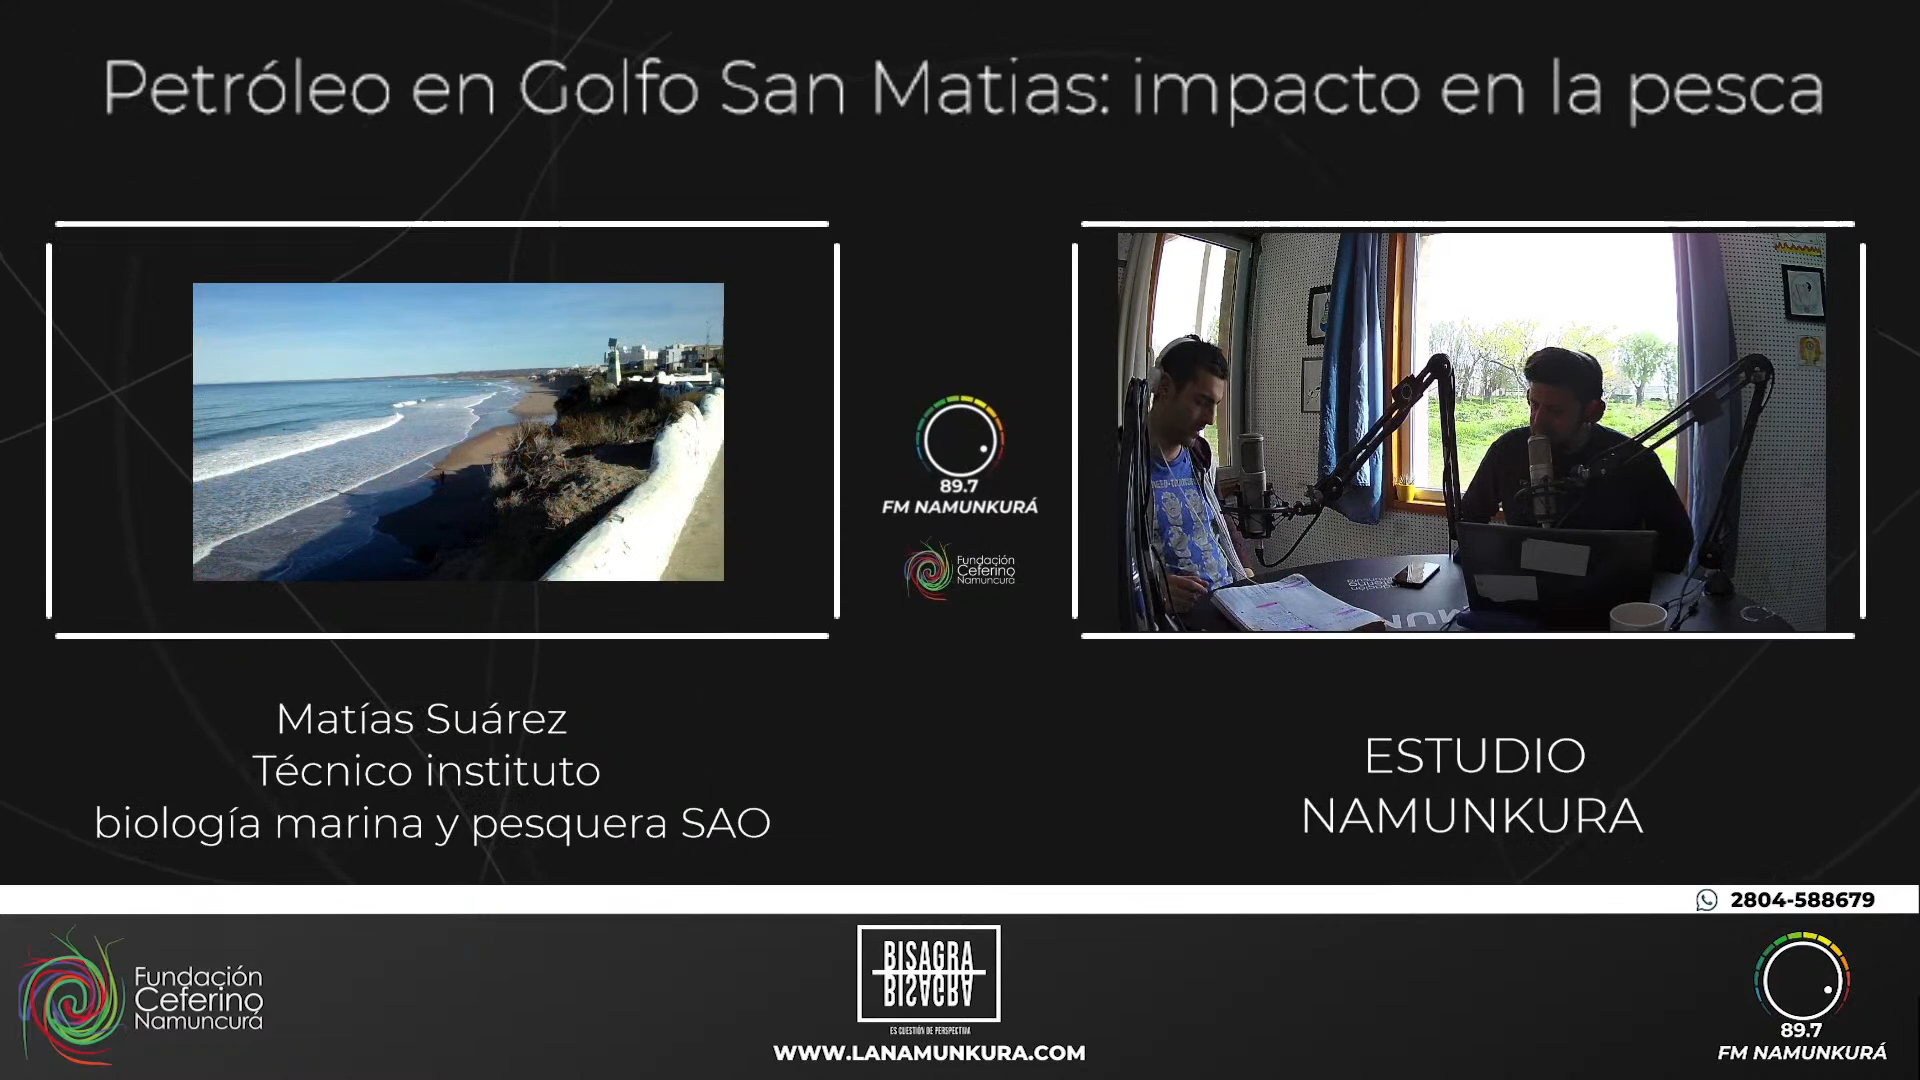 Petróleo en Golfo San Matias: impacto en la pesca
89.7
FM NAMUNKURÁ
Fundación
Ceferino
Namuncurá
Matías Suárez
Técnico instituto
biología marina y pesquera SAO
ESTUDIO
NAMUNKURA
2804-588679
Fundación
Ceferino
Namuncurá
BISAGRA
BISAGRA
ES CUESTIÓN DE PERSPECTIVA
WWW.LANAMUNKURA.COM
89.7
FM NAMUNKURÁ